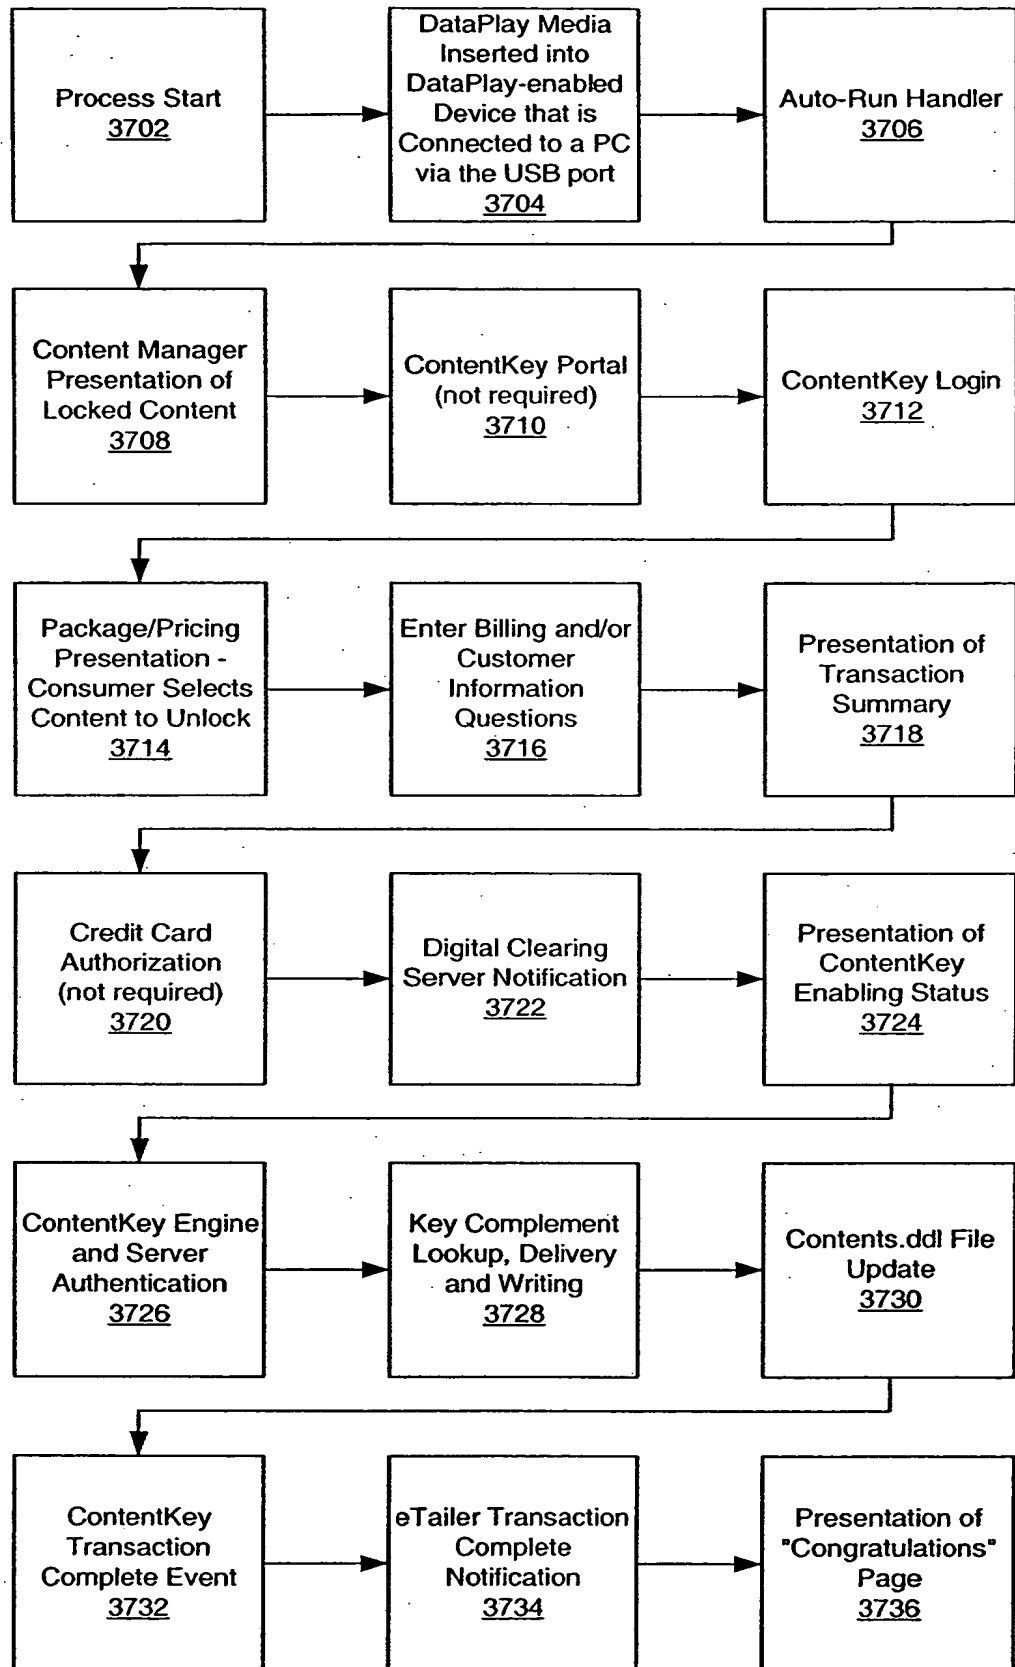 Process Start
3702
DataPlay Media
Inserted into
DataPlay-enabled
Device that is
Connected to a PC
via the USB port
3704
Auto-Run Handler
3706
Content Manager
Presentation of
Locked Content
3708
ContentKey Portal
(not required)
3710
ContentKey Login
3712
Package/Pricing
Presentation -
Consumer Selects
Content to Unlock
3714
Enter Billing and/or
Customer
Information
Questions
3716
Presentation of
Transaction
Summary
3718
Credit Card
Authorization
(not required)
3720
Digital Clearing
Server Notification
3722
Presentation of
ContentKey
Enabling Status
3724
ContentKey Engine
and Server
Authentication
3726
Key Complement
Lookup, Delivery
and Writing
3728
Contents.ddl File
Update
3730
ContentKey
Transaction
Complete Event
3732
eTailer Transaction
Complete
Notification
3734
Presentation of
"Congratulations"
Page
3736